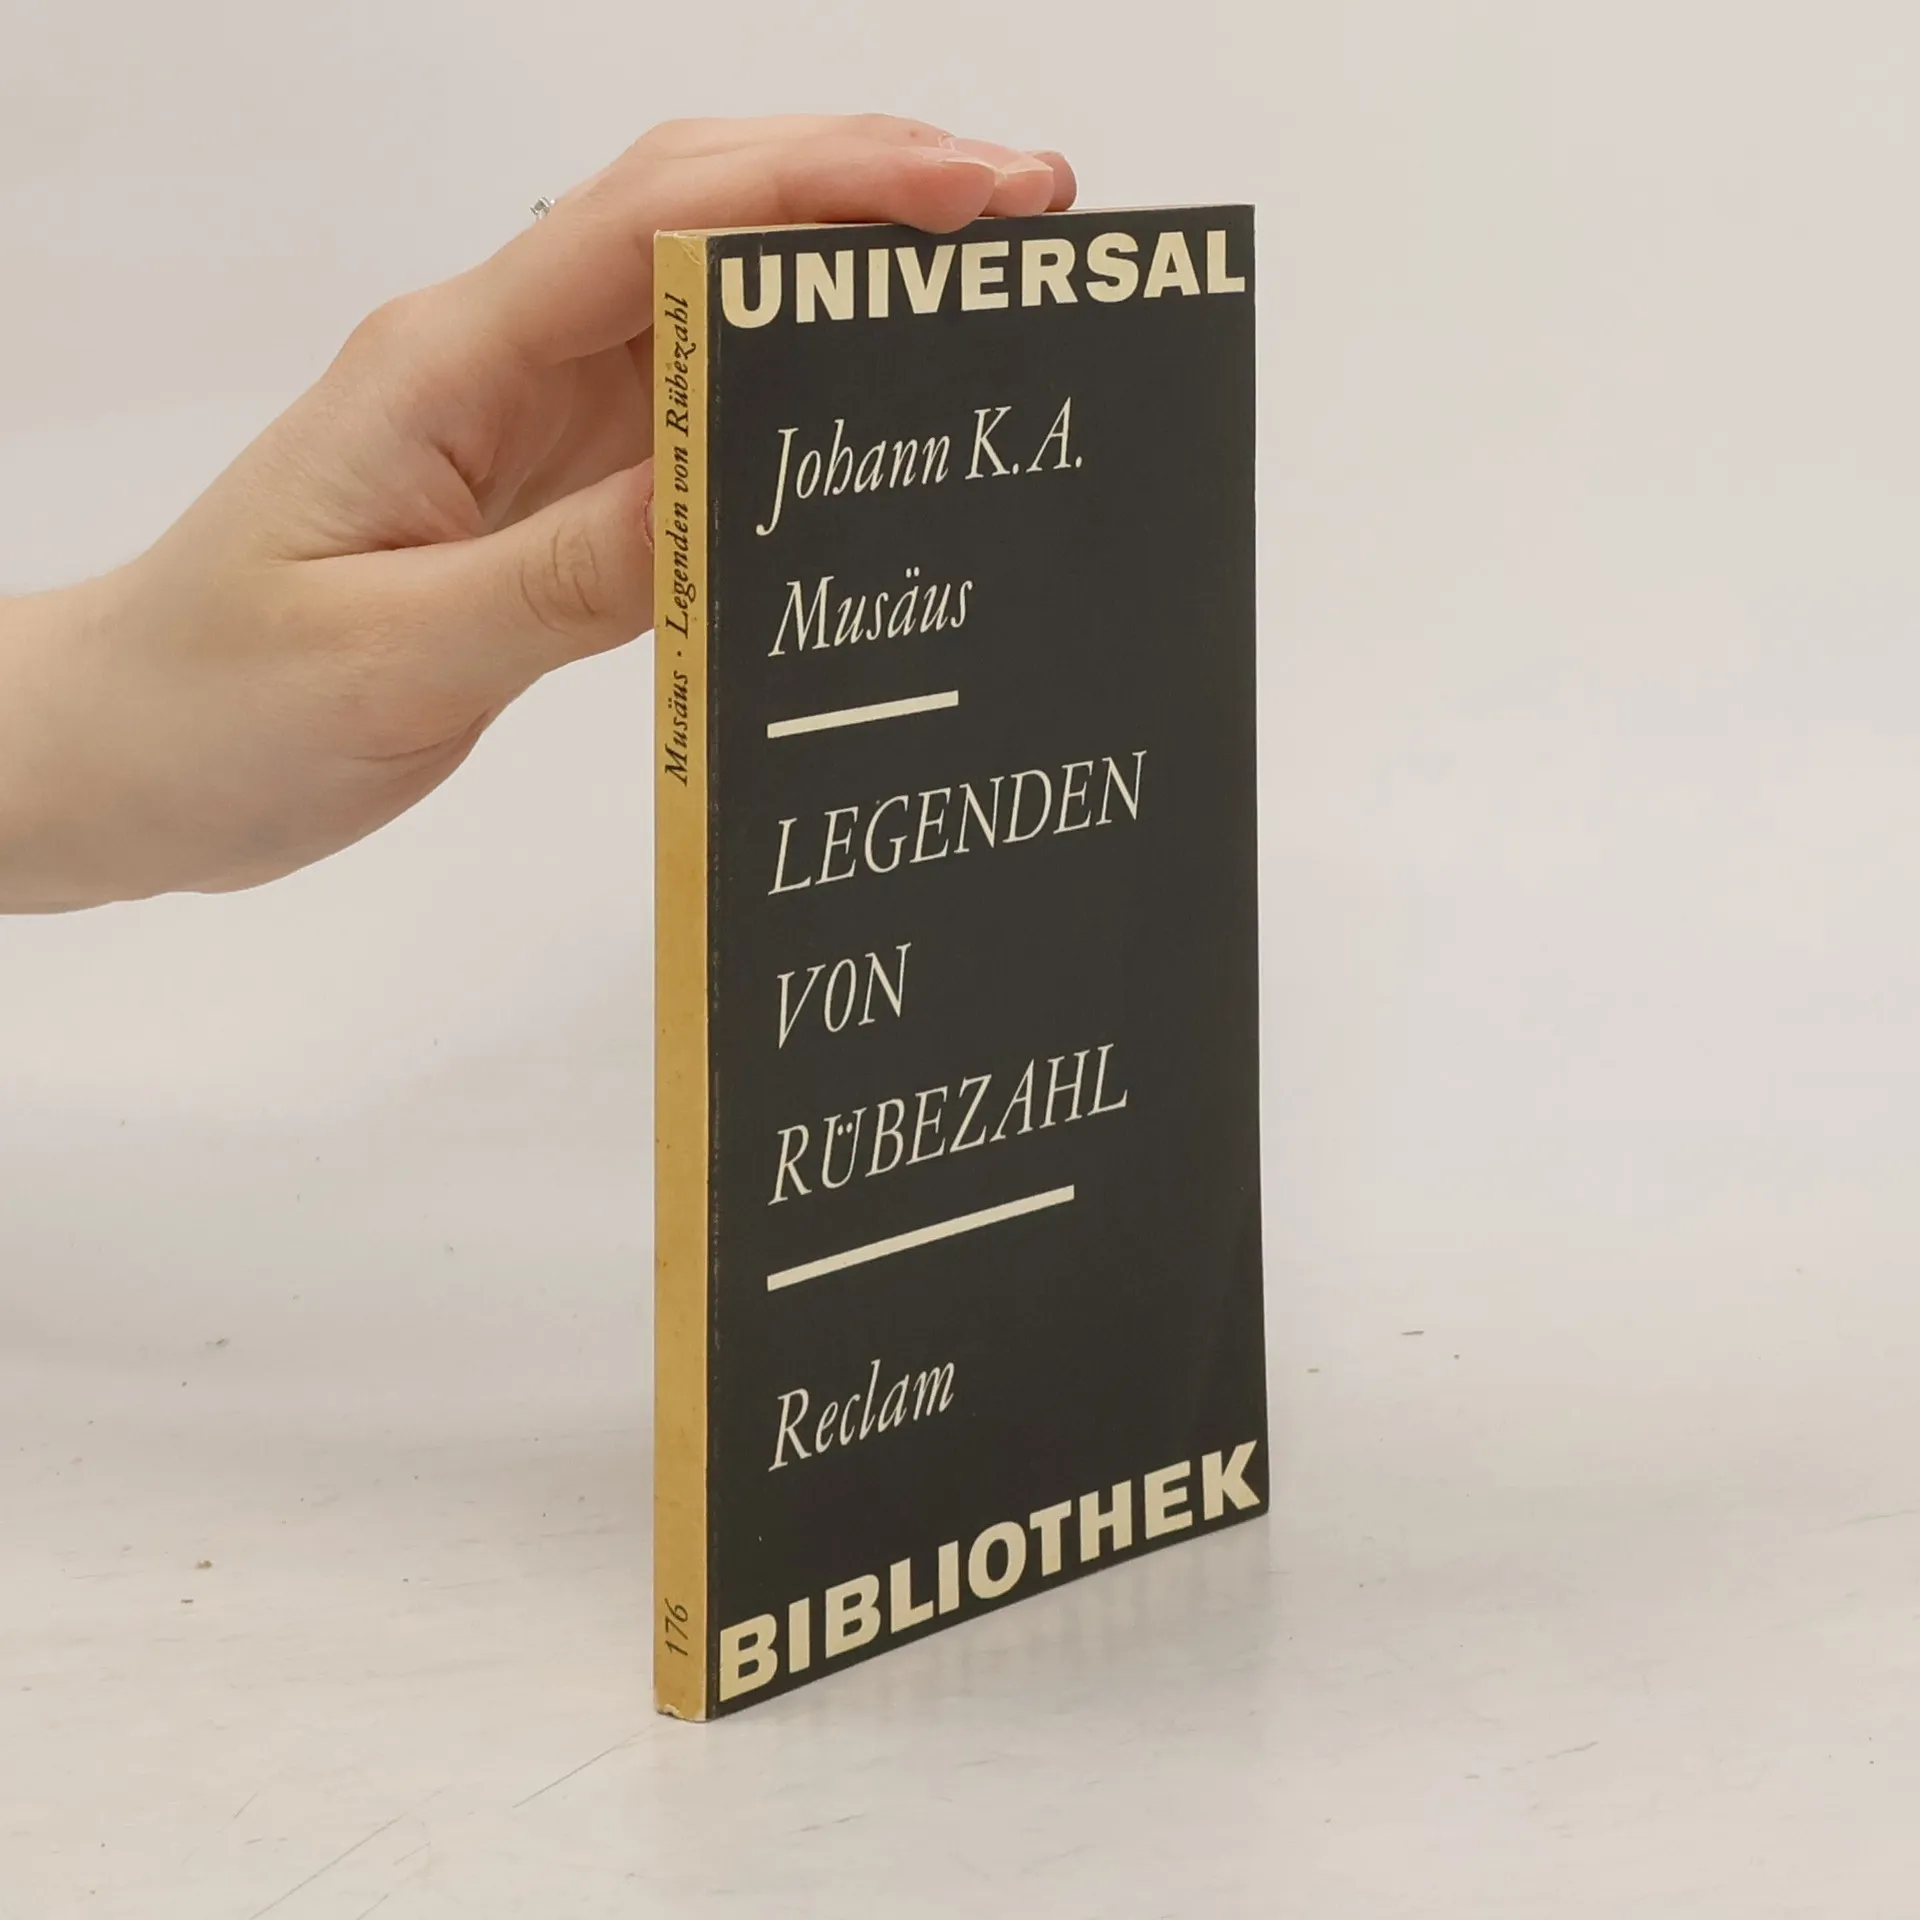 Musäus · Legenden von Rübezahl
176
UNIVERSAL
Johann K. A.
Musäus
LEGENDEN
VON
RÜBEZAHL
Reclam
BIBLIOTHEK